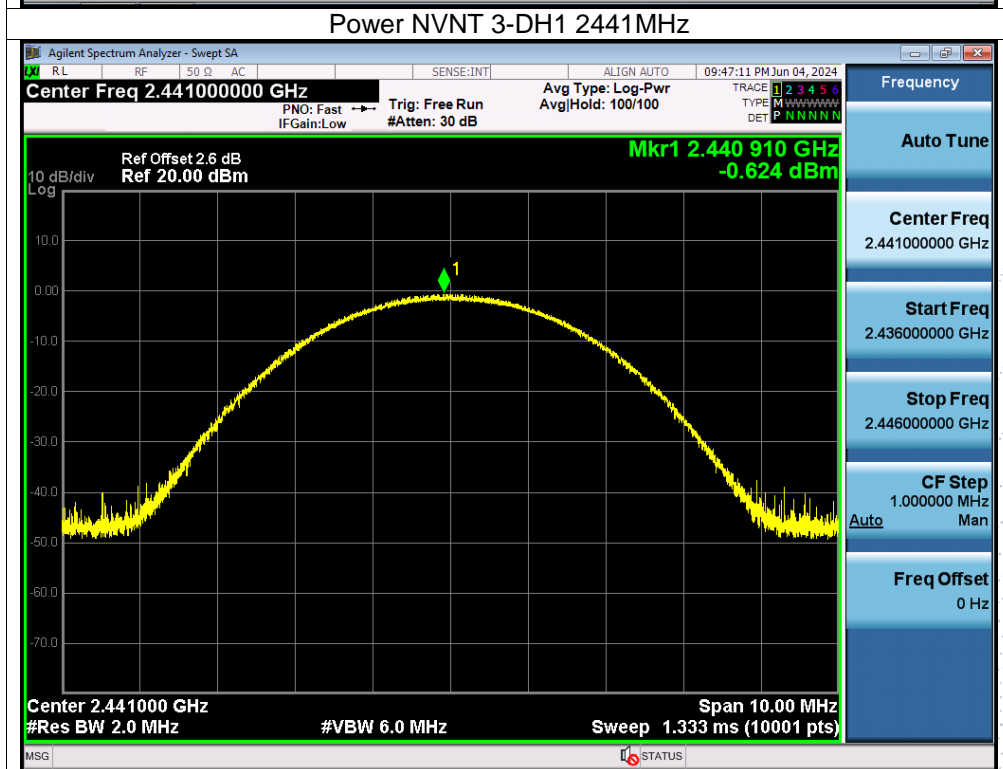 Power NVNT 3-DH1 2441MHz
Agilent Spectrum Analyzer - Swept SA
LXI RL RF 50 Ω AC SENSE:INT ALIGN AUTO 09:47:11 PM Jun 04, 2024
Center Freq 2.441000000 GHz
PNO: Fast
IFGain:Low
Trig: Free Run
#Atten: 30 dB
Avg Type: Log-Pwr
Avg|Hold: 100/100
TRACE 1 2 3 4 5 6
TYPE M WWWWW
DET P N N N N N
Frequency
Auto Tune
Center Freq
2.441000000 GHz
Start Freq
2.436000000 GHz
Stop Freq
2.446000000 GHz
CF Step
1.000000 MHz
Auto Man
Freq Offset
0 Hz
Mkr1 2.440 910 GHz
-0.624 dBm
Ref Offset 2.6 dB
10 dB/div Ref 20.00 dBm
Log
10.0
0.00
-10.0
-20.0
-30.0
-40.0
-50.0
-60.0
-70.0
1
Center 2.441000 GHz Span 10.00 MHz
#Res BW 2.0 MHz #VBW 6.0 MHz Sweep 1.333 ms (10001 pts)
MSG STATUS